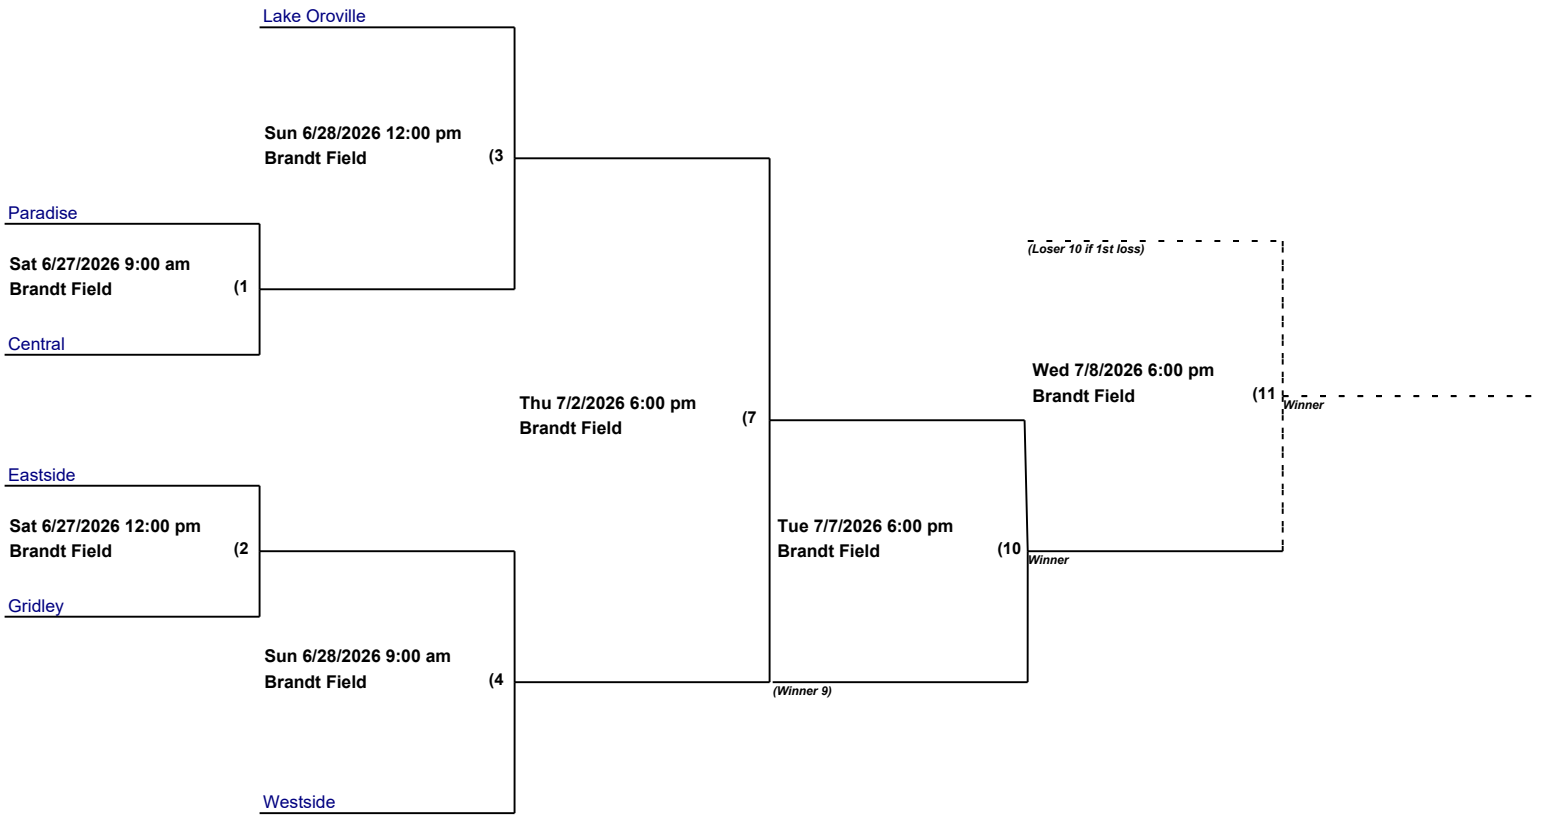 Lake Oroville
Sun 6/28/2026 12:00 pm
Brandt Field
(3
Paradise
Sat 6/27/2026 9:00 am
Brandt Field
(1
Central
(Loser 10 if 1st loss)
Wed 7/8/2026 6:00 pm
Brandt Field
(11
Winner
Thu 7/2/2026 6:00 pm
Brandt Field
(7
Eastside
Sat 6/27/2026 12:00 pm
Brandt Field
(2
Tue 7/7/2026 6:00 pm
Brandt Field
(10
Winner
Gridley
Sun 6/28/2026 9:00 am
Brandt Field
(4
(Winner 9)
Westside